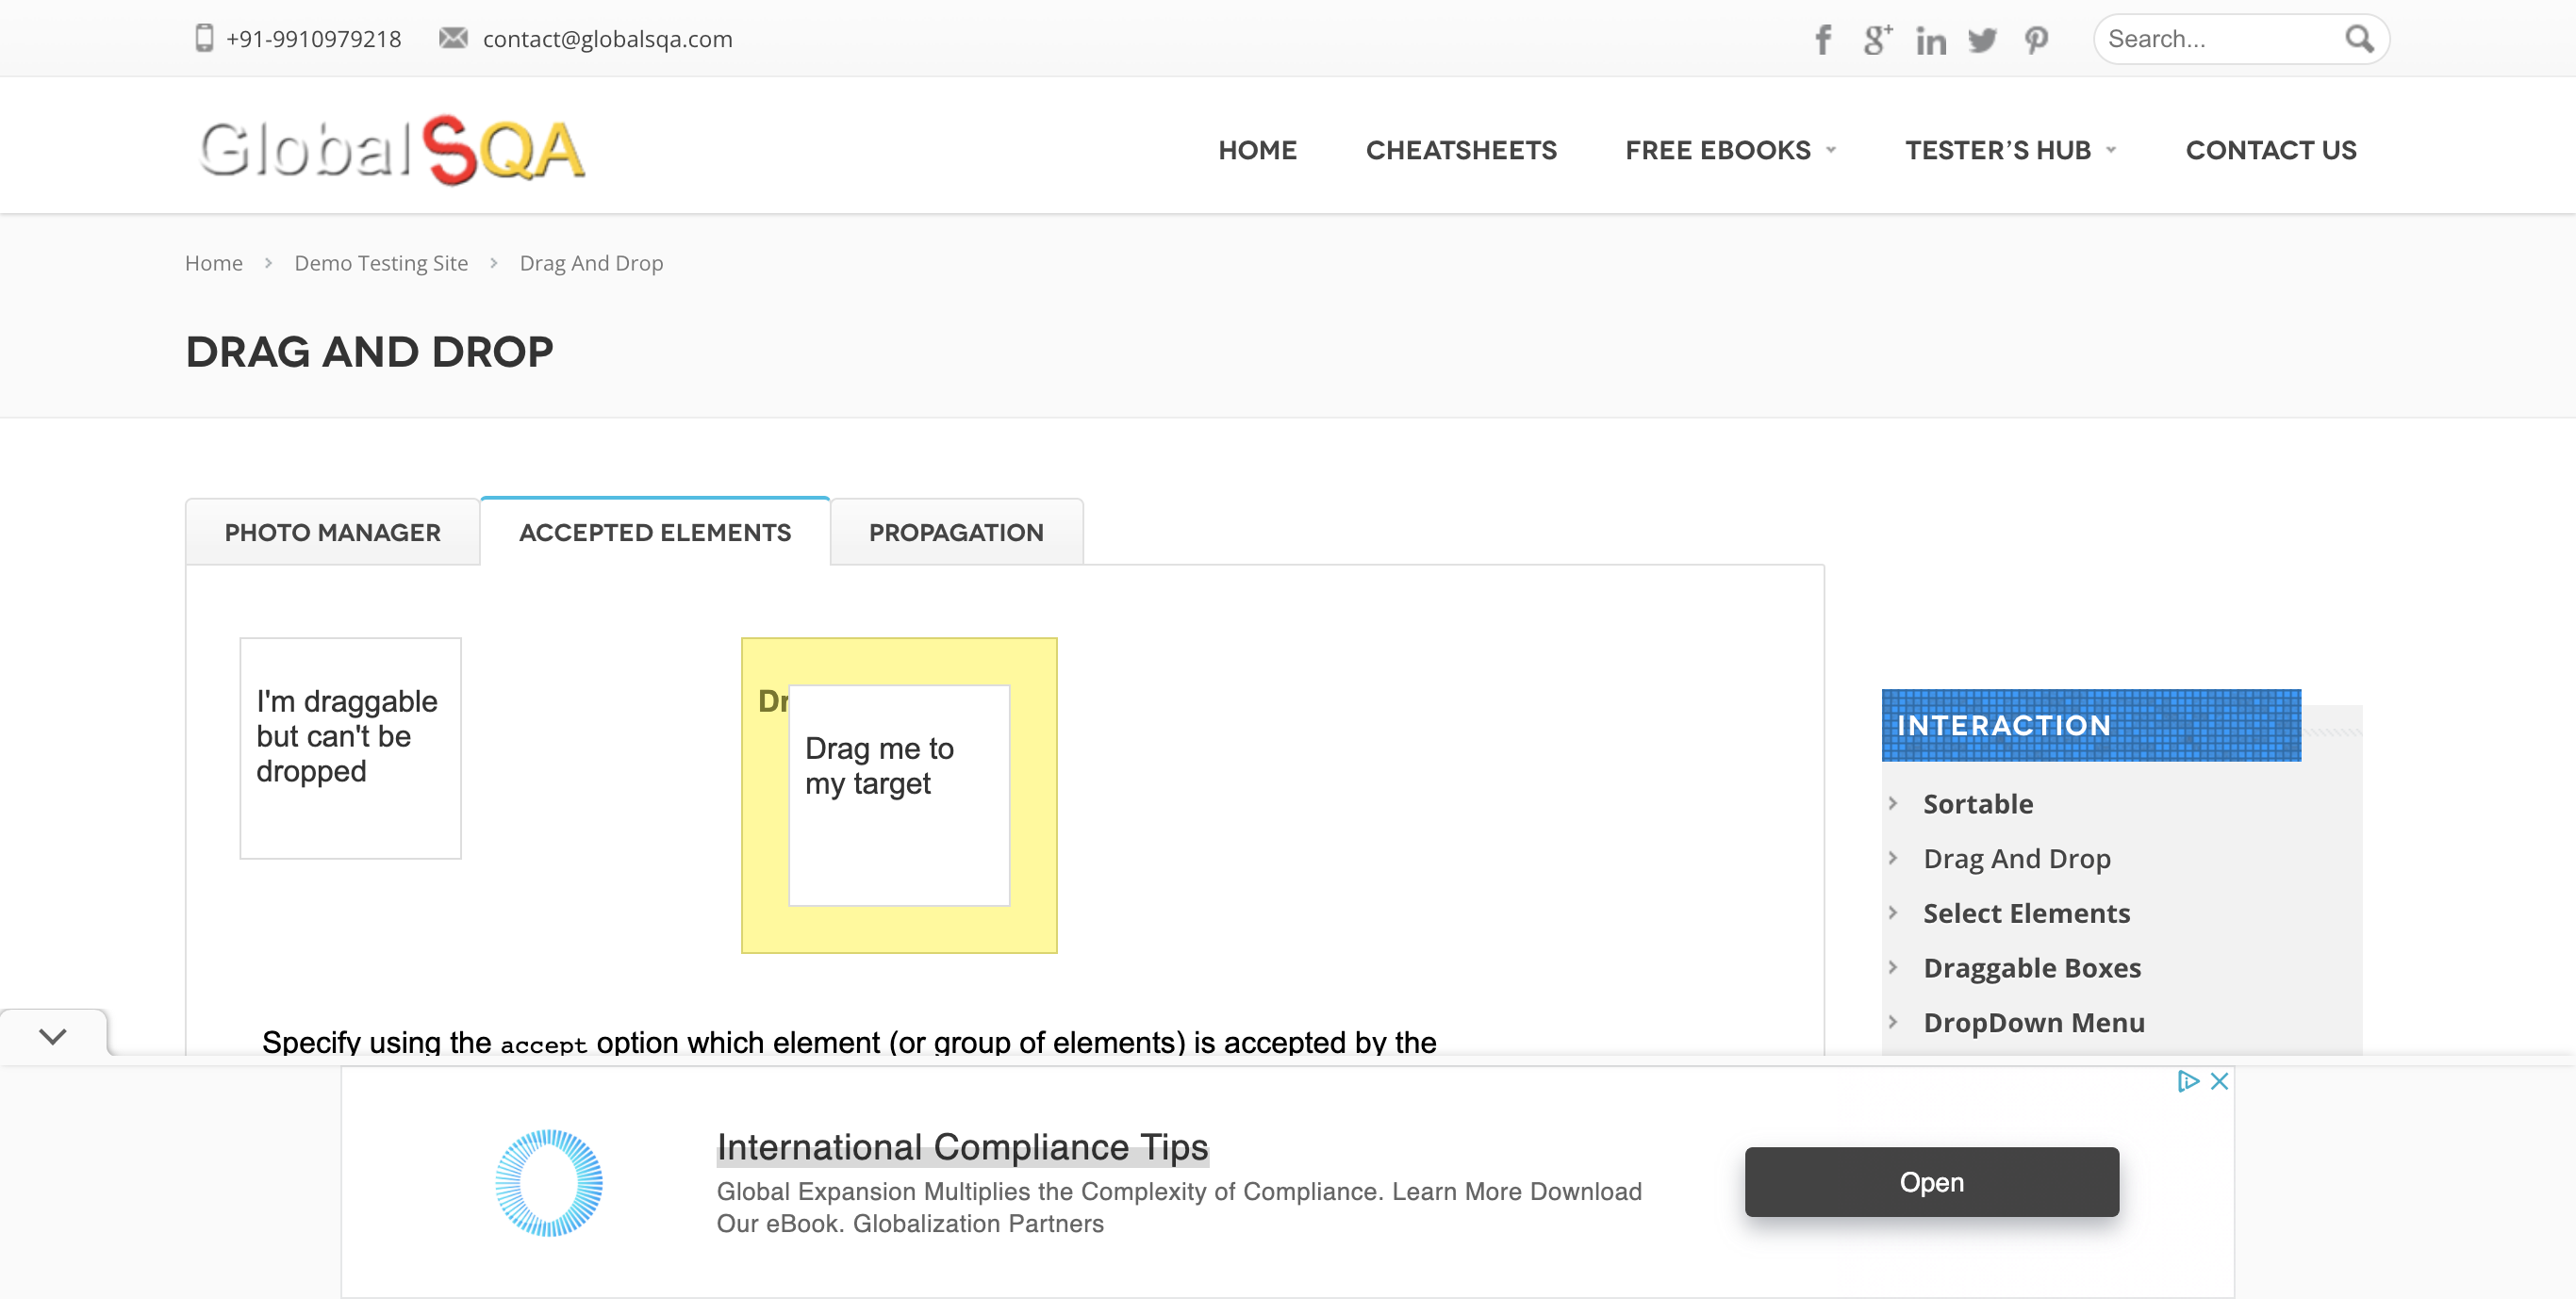 +91-9910979218 contact@globalsqa.com Search...
GlobalSQA
HOME CHEATSHEETS FREE EBOOKS TESTER’S HUB CONTACT US
Home > Demo Testing Site > Drag And Drop
DRAG AND DROP
PHOTO MANAGER ACCEPTED ELEMENTS PROPAGATION
I'm draggable
but can't be
dropped
Dr
Drag me to
my target
INTERACTION
Sortable
Drag And Drop
Select Elements
Draggable Boxes
DropDown Menu
Specify using the accept option which element (or group of elements) is accepted by the
International Compliance Tips
Global Expansion Multiplies the Complexity of Compliance. Learn More Download
Our eBook. Globalization Partners
Open